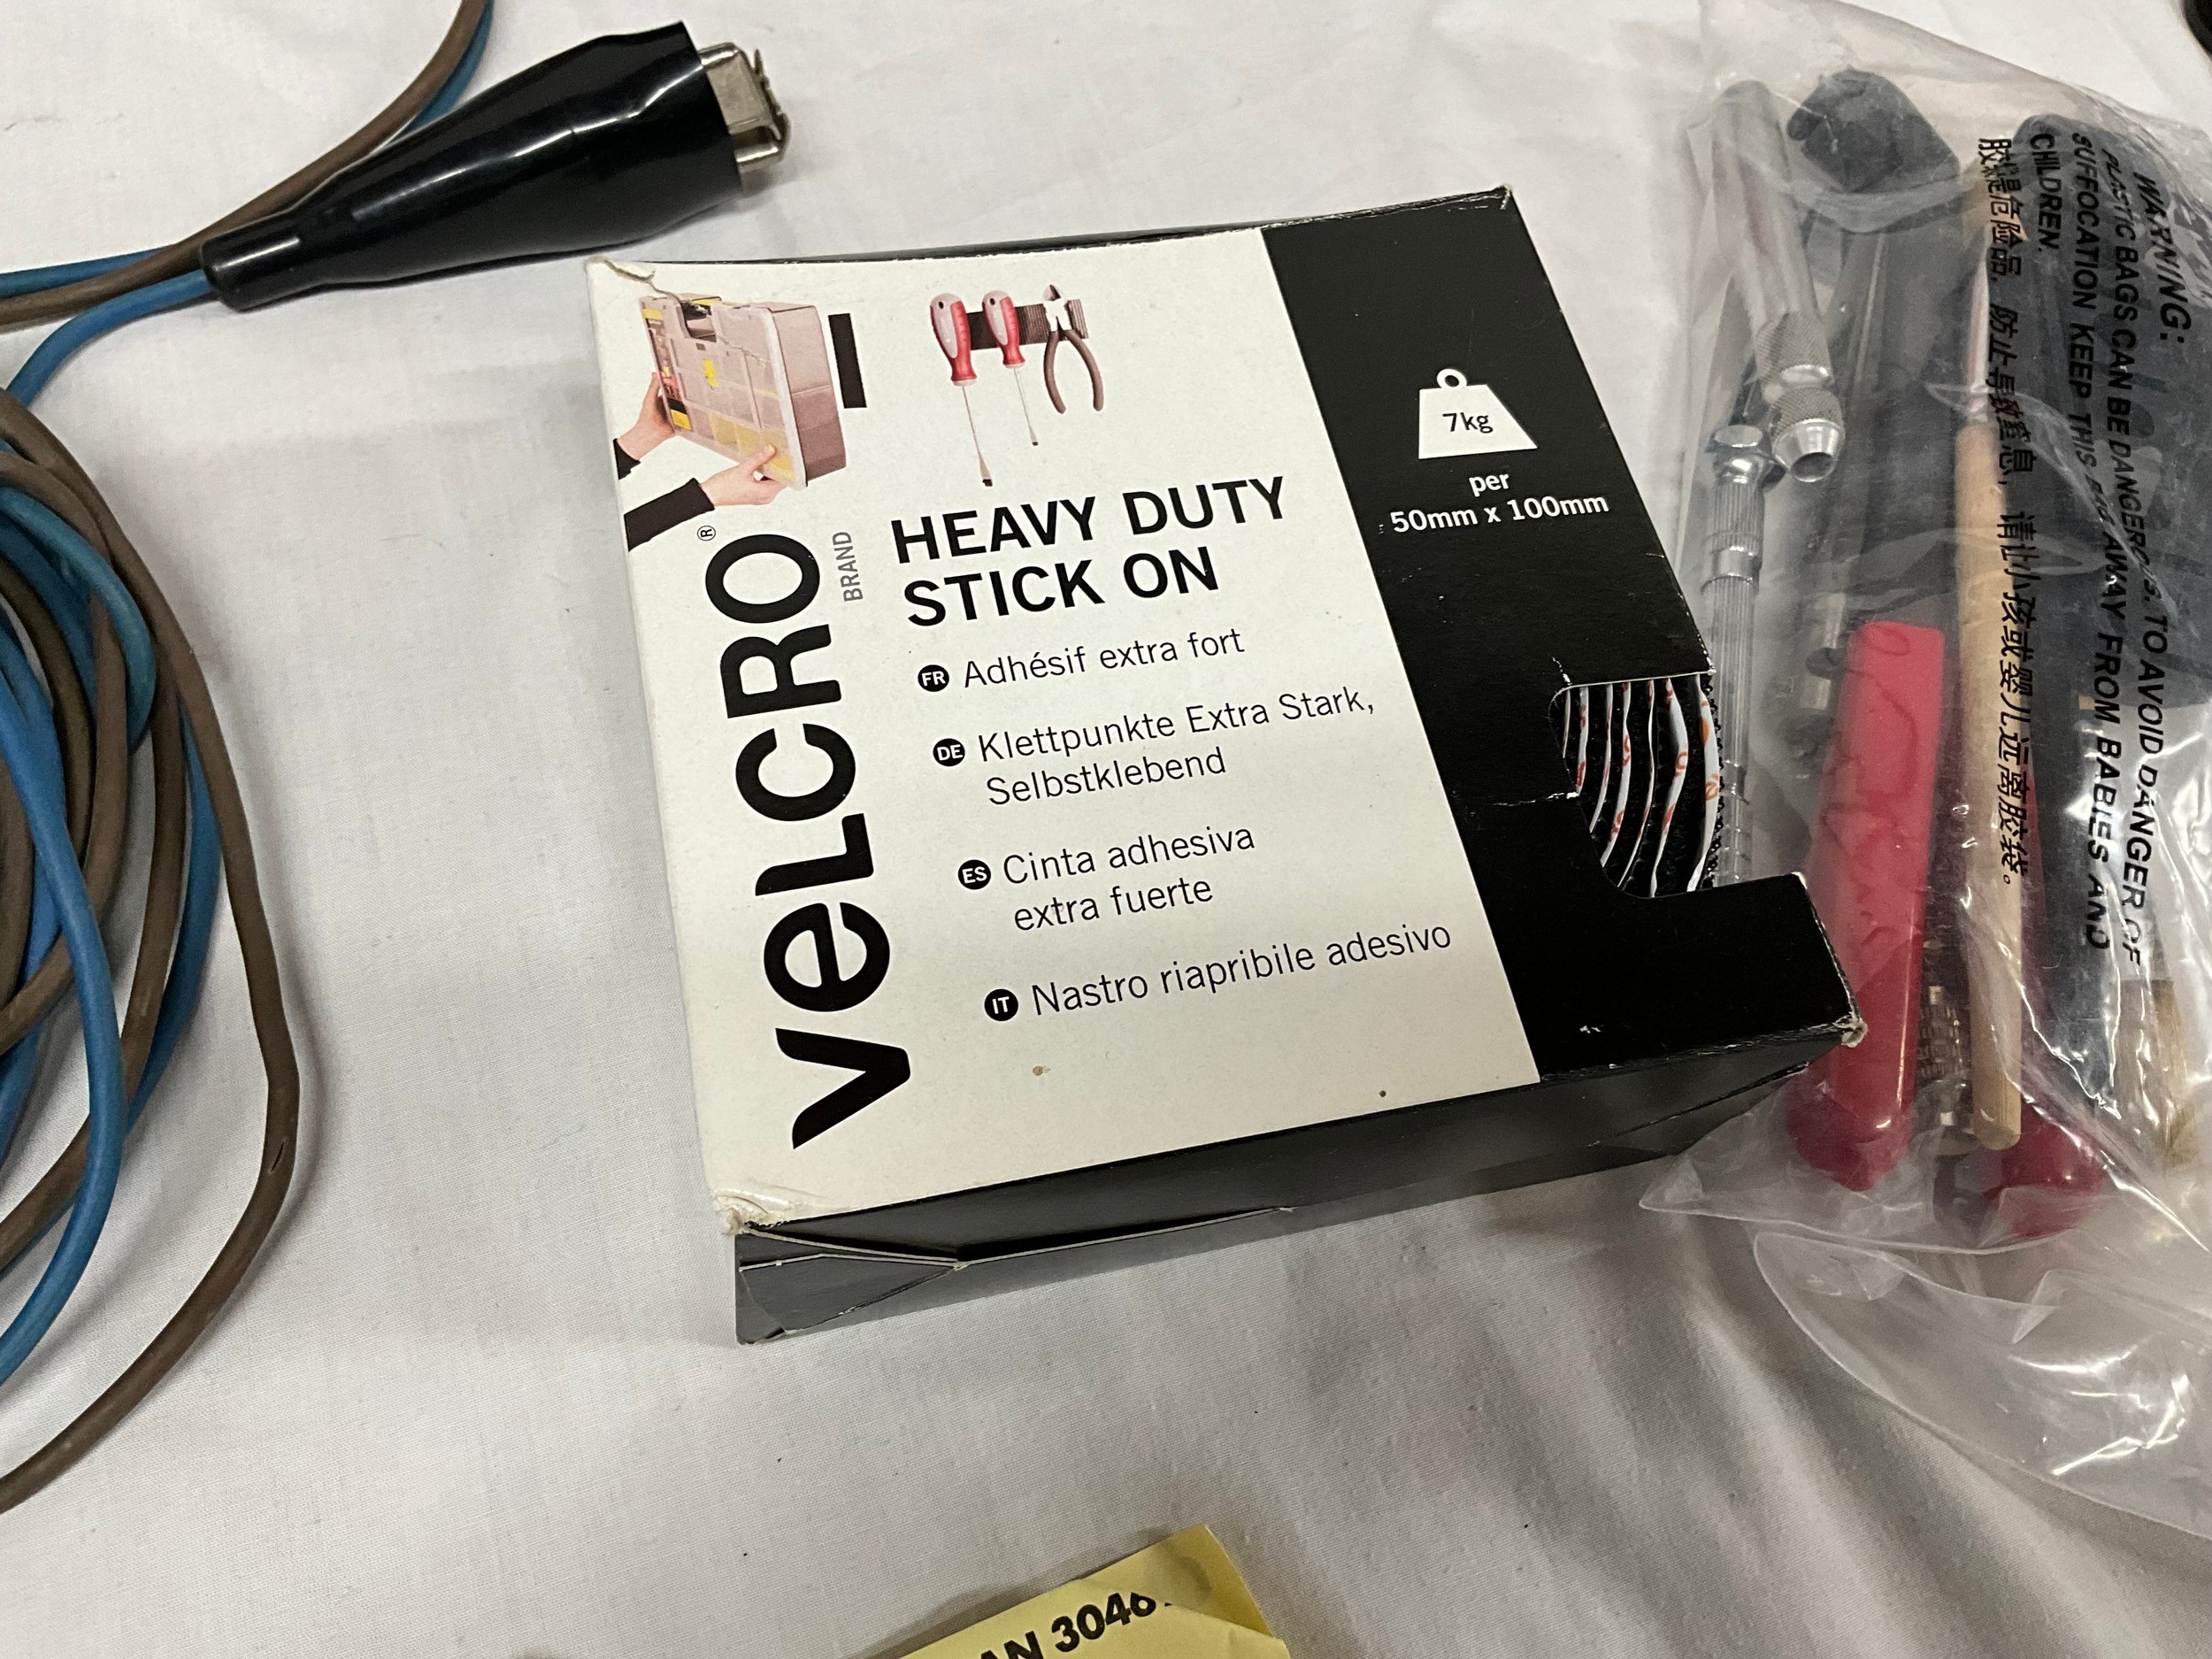 VELCRO®
BRAND
HEAVY DUTY
STICK ON
FR Adhésif extra fort
DE Klettpunkte Extra Stark,
Selbstklebend
ES Cinta adhesiva
extra fuerte
IT Nastro riapribile adesivo
7kg
per
50mm x 100mm
WARNING:
PLASTIC BAGS CAN BE DANGEROUS. TO AVOID DANGER OF
SUFFOCATION KEEP THIS BAG AWAY FROM BABIES AND
CHILDREN.
胶袋是危险品，防止导致窒息，请让小孩或婴儿远离胶袋。